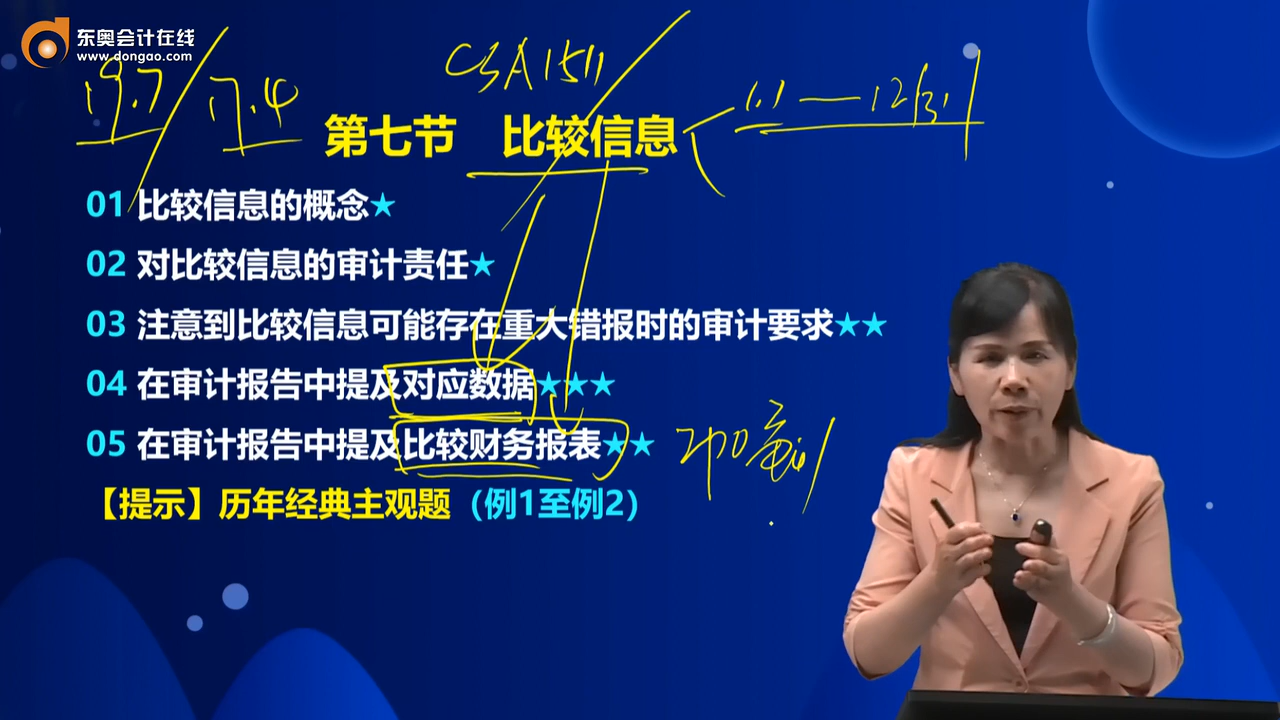 东奥会计在线
www.dongao.com
CSA1511
19.7
17.4
1.1 — 12/31
第七节 比较信息
01 比较信息的概念★
02 对比较信息的审计责任★
03 注意到比较信息可能存在重大错报时的审计要求★★
04 在审计报告中提及对应数据★★★
05 在审计报告中提及比较财务报表★★
【提示】历年经典主观题（例1至例2）